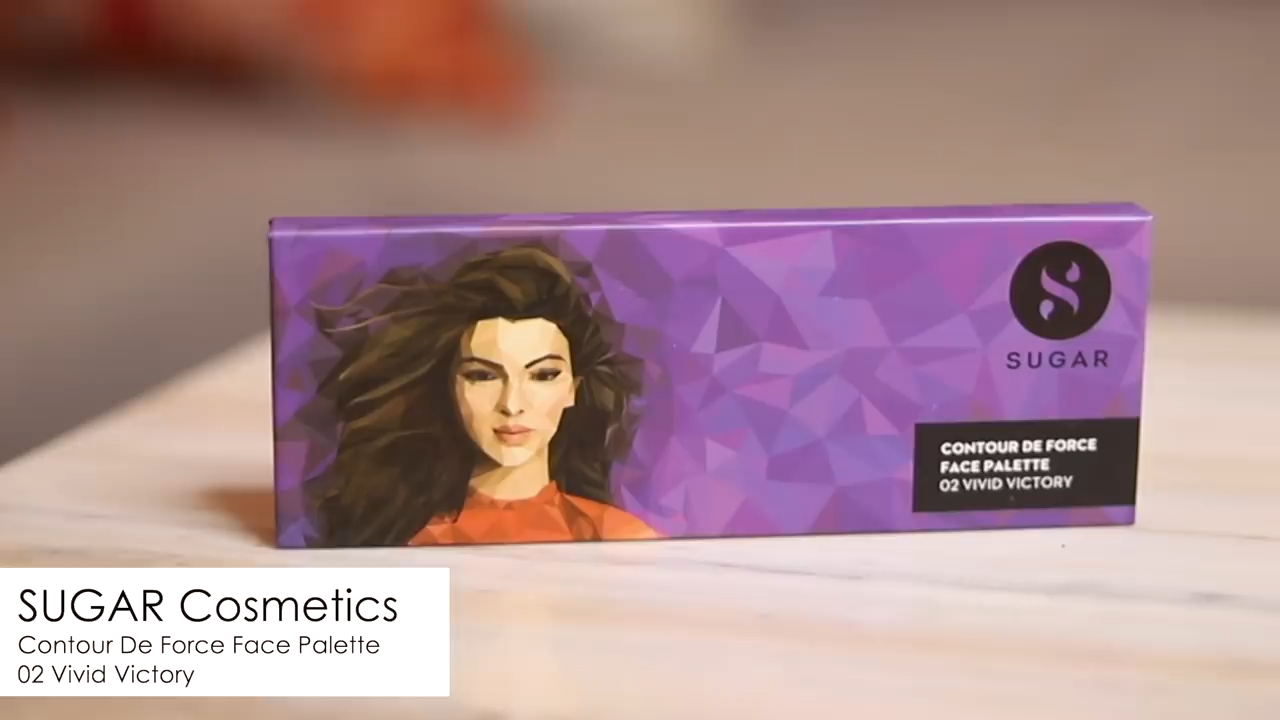 SUGAR
CONTOUR DE FORCE
FACE PALETTE
02 VIVID VICTORY
SUGAR Cosmetics
Contour De Force Face Palette
02 Vivid Victory